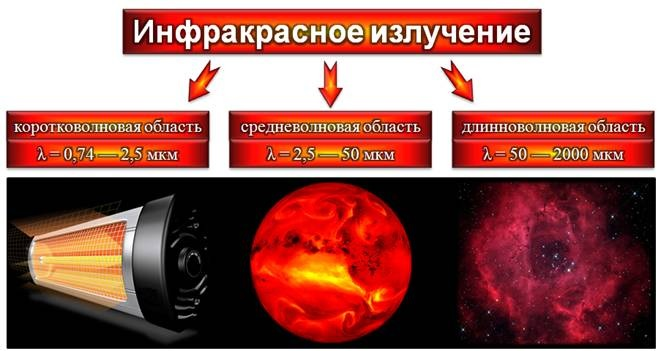 Инфракрасное излучение
коротковолновая область
λ = 0,74 — 2,5 мкм
средневолновая область
λ = 2,5 — 50 мкм
длинноволновая область
λ = 50 — 2000 мкм